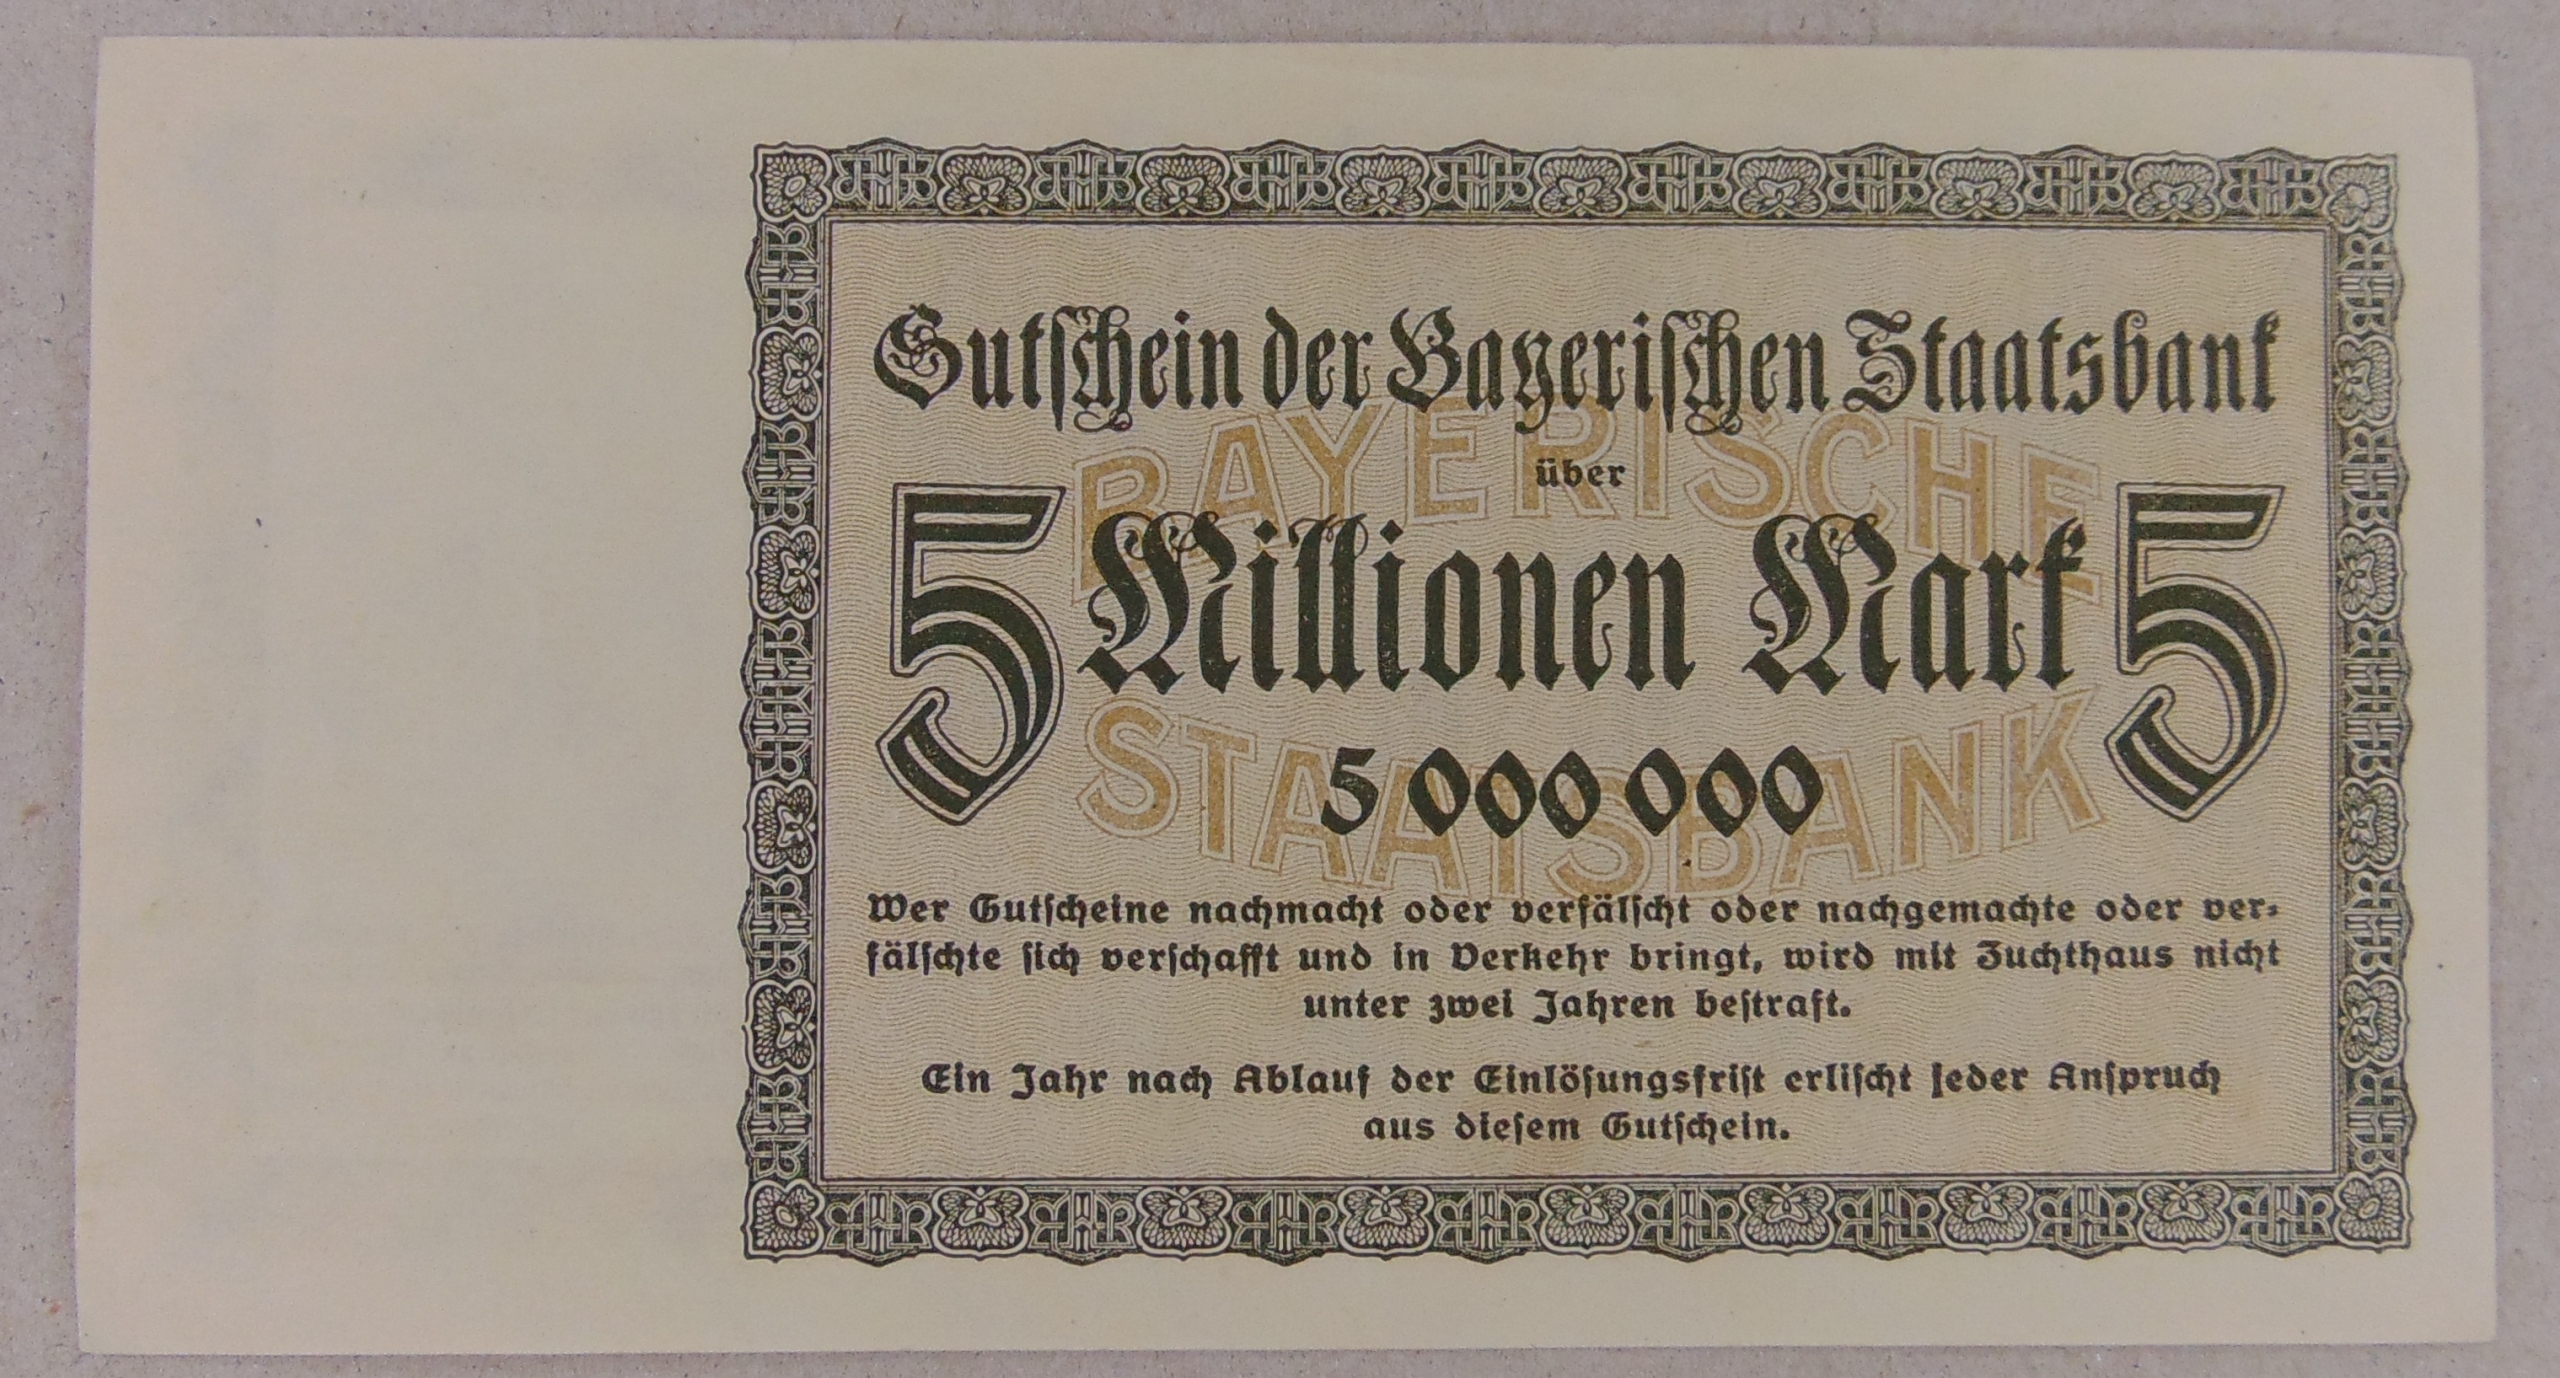 Gutschein der Bayerischen Staatsbank
BAYERISCHE
über
5 Millionen Mark 5
5 000 000
STAATSBANK
Wer Gutscheine nachmacht oder verfälscht oder nachgemachte oder ver-
fälschte sich verschafft und in Verkehr bringt, wird mit Zuchthaus nicht
unter zwei Jahren bestraft.
Ein Jahr nach Ablauf der Einlösungsfrist erlischt jeder Anspruch
aus diesem Gutschein.